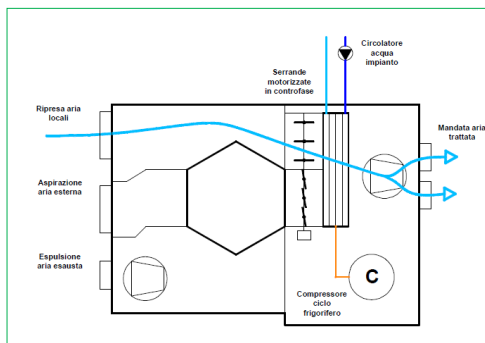 Circolatore
acqua
impianto
Serrande
motorizzate
in controfase
Ripresa aria
locali
Mandata aria
trattata
Aspirazione
aria esterna
Espulsione
aria esausta
C
Compressore
ciclo
frigorifero